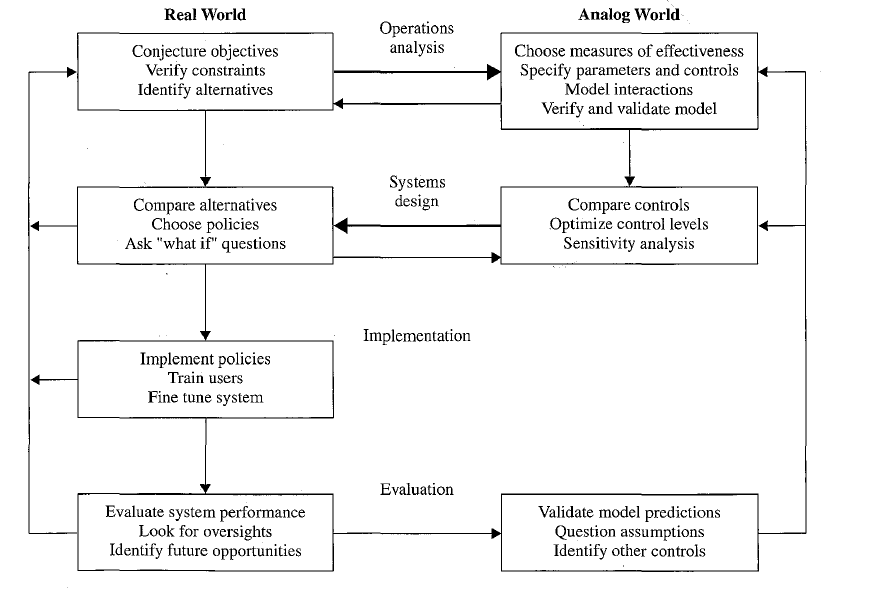 Real World
Analog World
Operations
analysis
Conjecture objectives
Verify constraints
Identify alternatives
Choose measures of effectiveness
Specify parameters and controls
Model interactions
Verify and validate model
Systems
design
Compare alternatives
Choose policies
Ask "what if" questions
Compare controls
Optimize control levels
Sensitivity analysis
Implementation
Implement policies
Train users
Fine tune system
Evaluation
Evaluate system performance
Look for oversights
Identify future opportunities
Validate model predictions
Question assumptions
Identify other controls